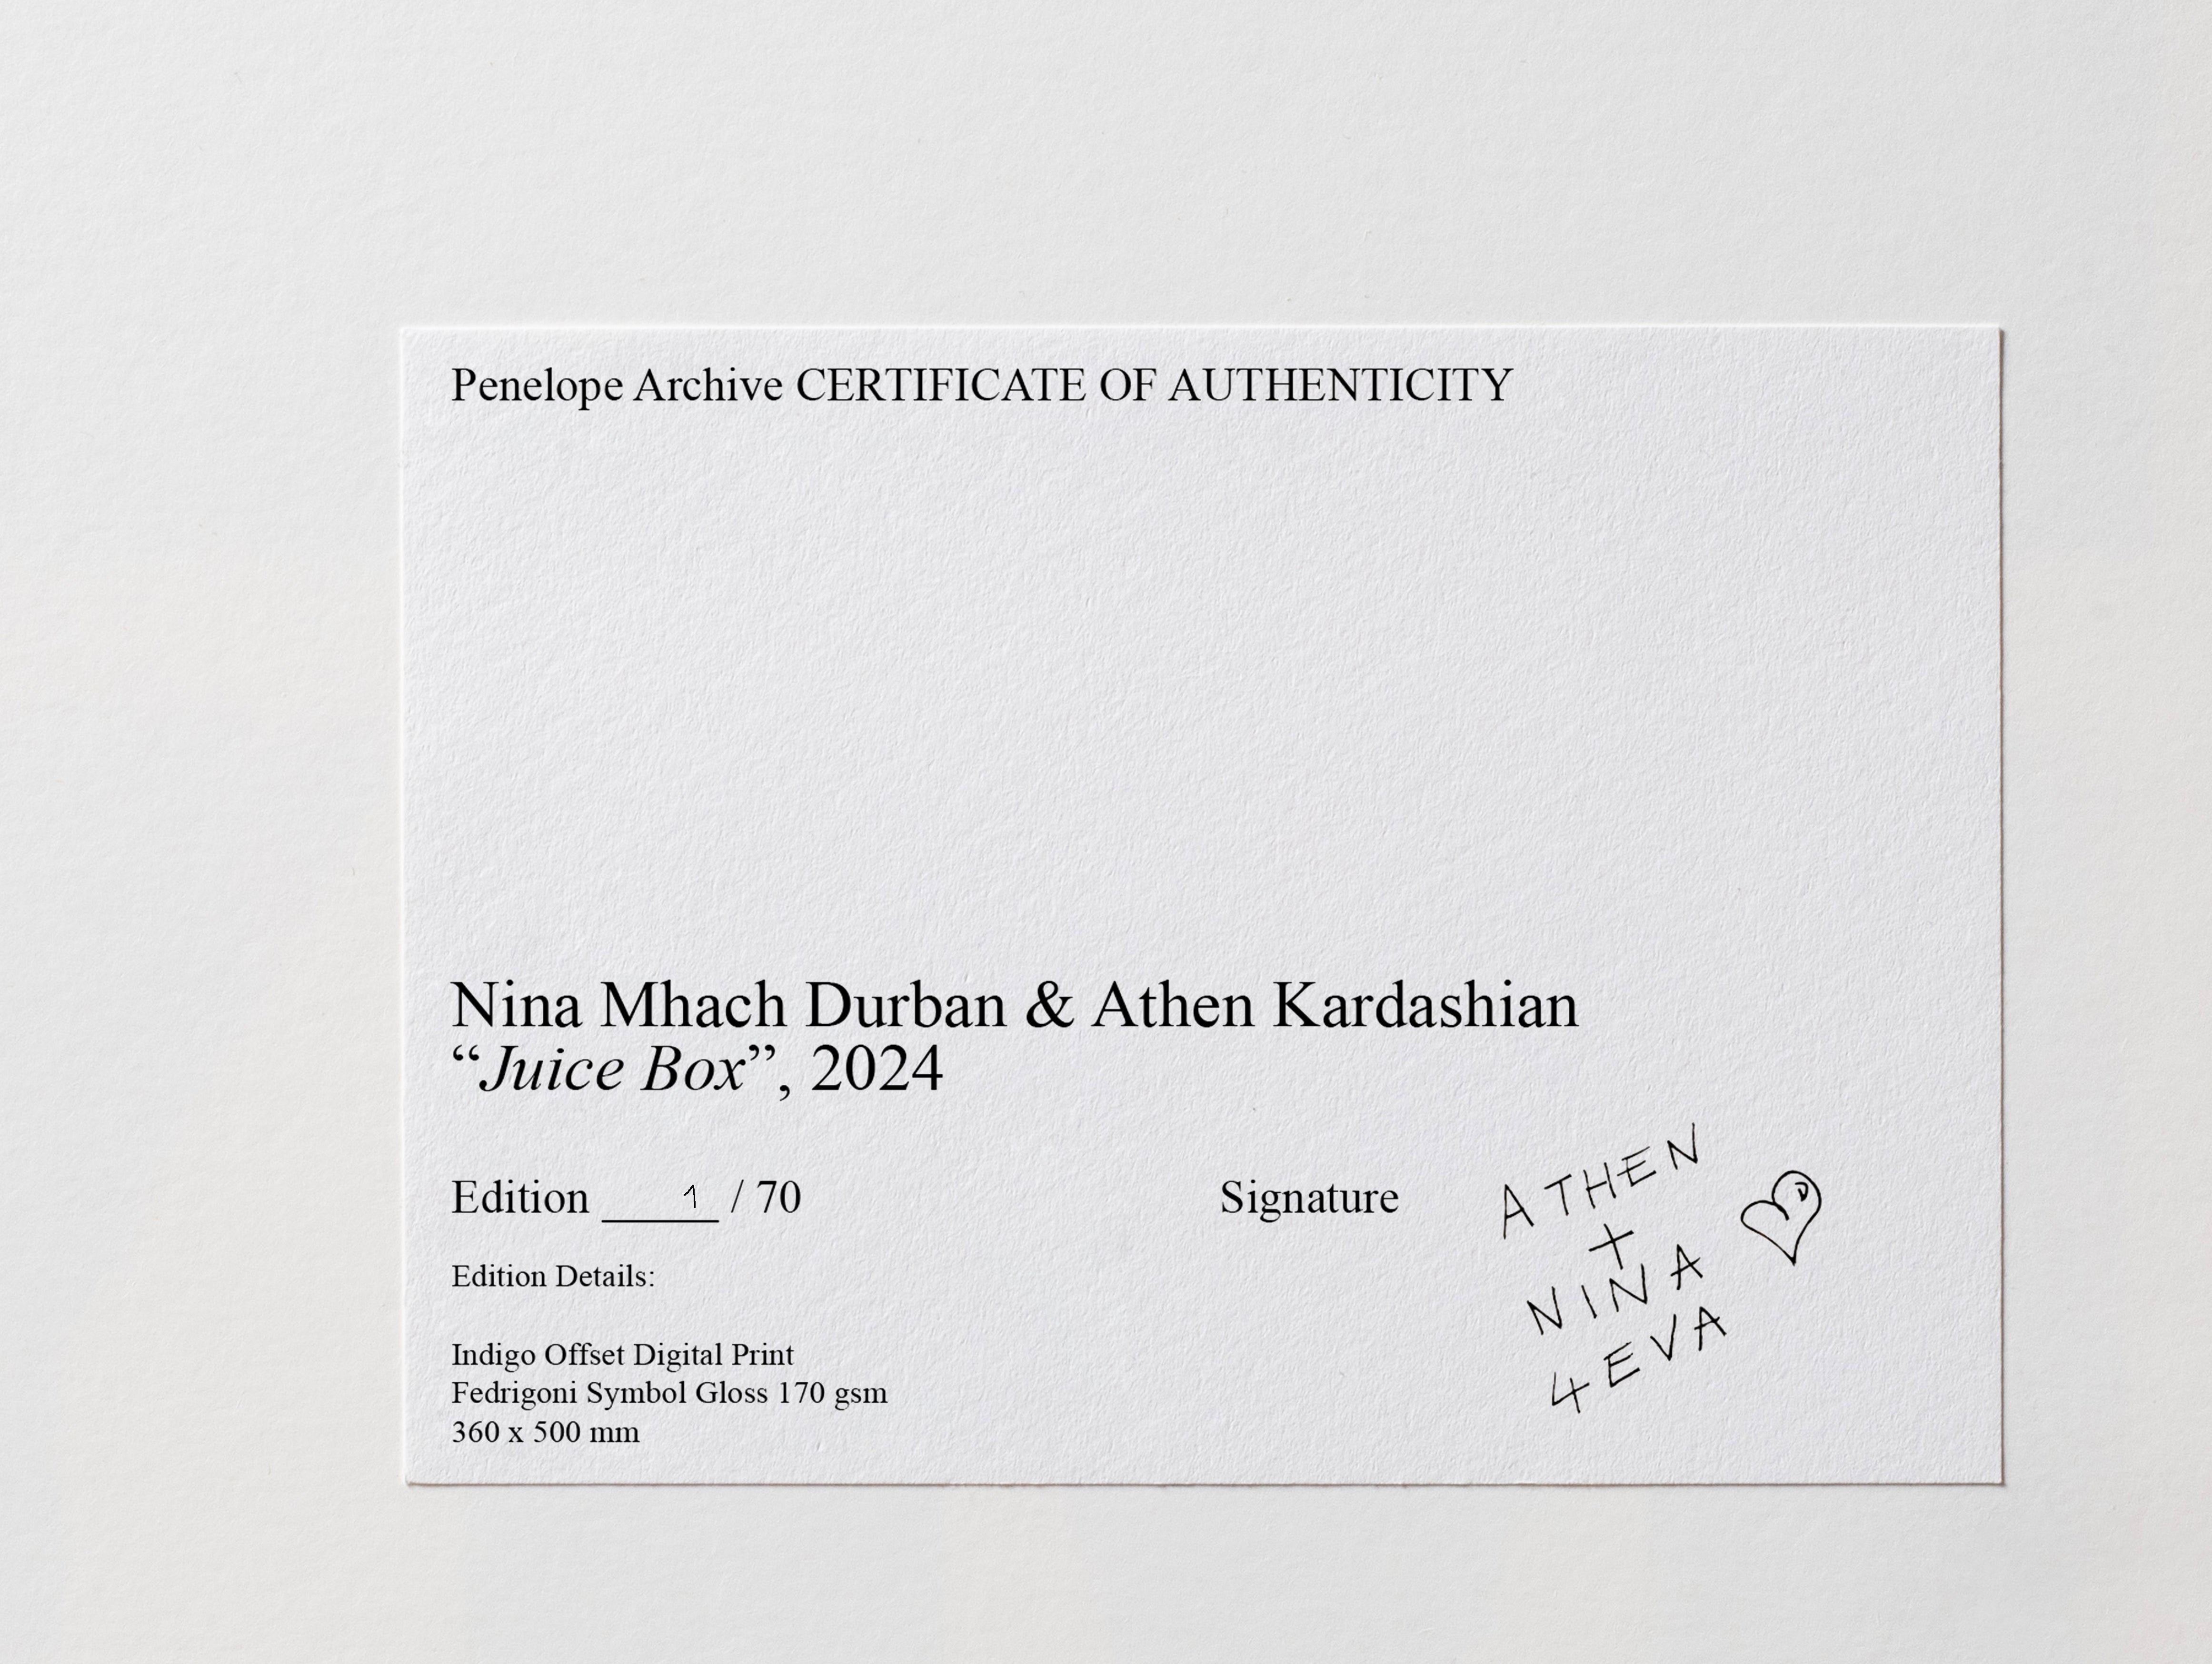 Penelope Archive CERTIFICATE OF AUTHENTICITY
Nina Mhach Durban & Athen Kardashian
“Juice Box”, 2024
Edition 1 / 70
Signature
ATHEN
+
NINA
4EVA
Edition Details:
Indigo Offset Digital Print
Fedrigoni Symbol Gloss 170 gsm
360 x 500 mm